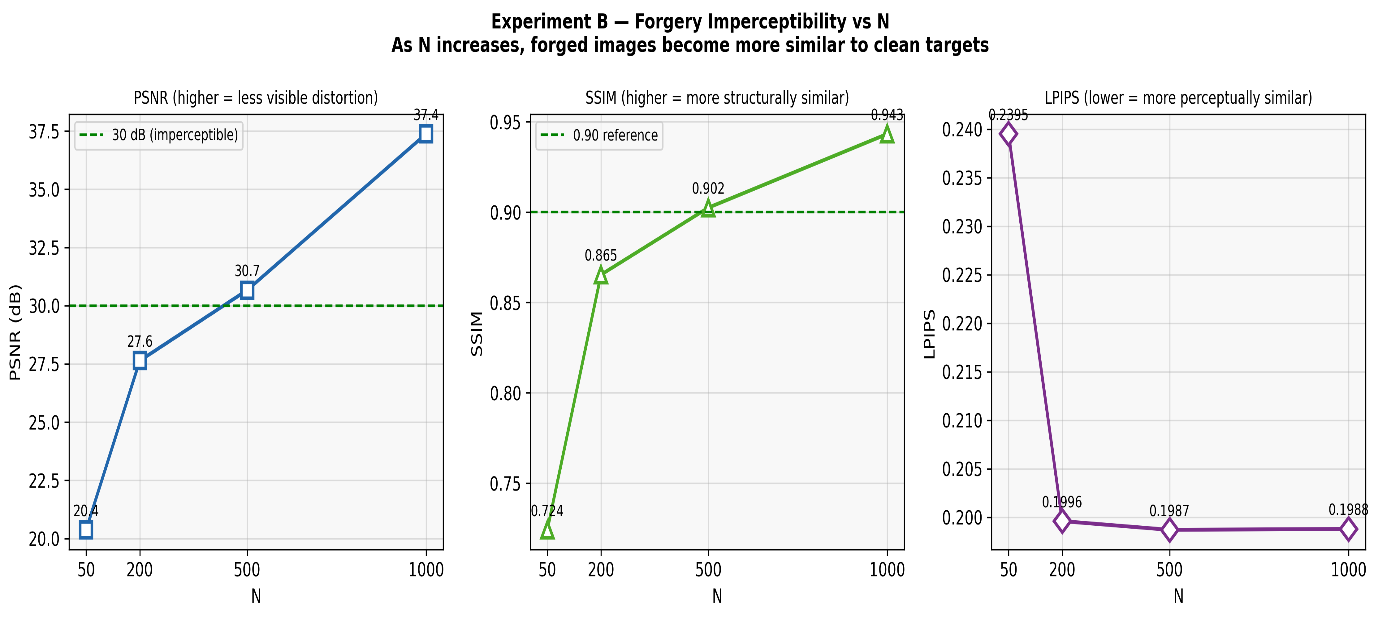 Experiment B — Forgery Imperceptibility vs N
As N increases, forged images become more similar to clean targets
PSNR (higher = less visible distortion)
37.4
37.5
30 dB (imperceptible)
35.0
32.5
30.7
30.0
27.6
27.5
25.0
22.5
20.4
20.0
PSNR (dB)
50 200 500 1000
N
SSIM (higher = more structurally similar)
0.943
0.95
0.90 reference
0.902
0.90
0.865
0.85
0.80
0.75
0.724
SSIM
50 200 500 1000
N
LPIPS (lower = more perceptually similar)
0.2395
0.240
0.235
0.230
0.225
0.220
0.215
0.210
0.205
0.1996
0.1987
0.1988
0.200
LPIPS
50 200 500 1000
N